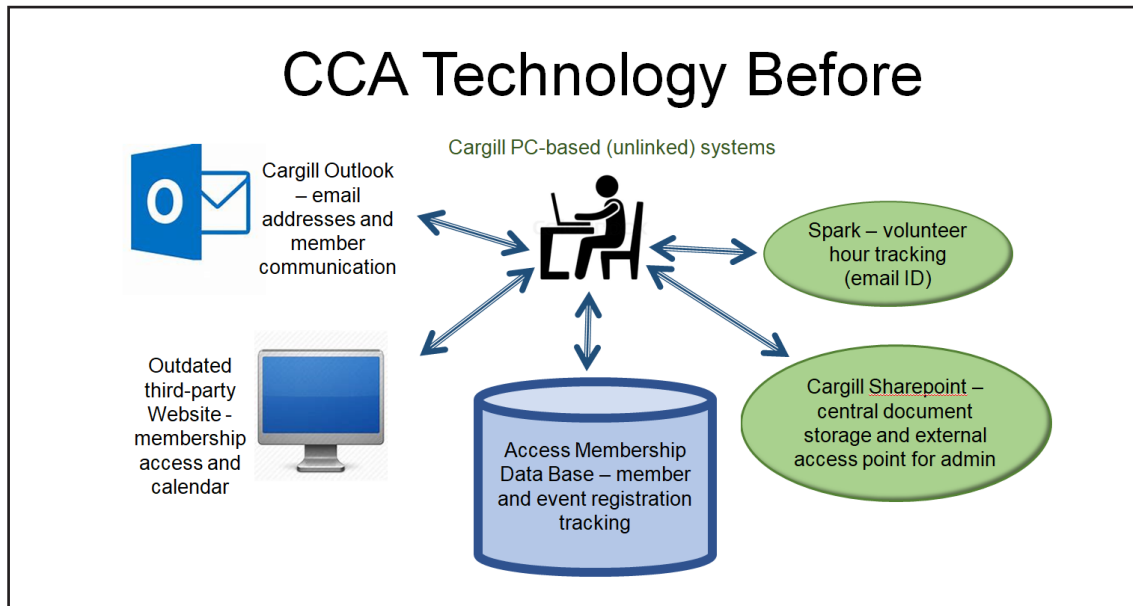 CCA Technology Before
Cargill PC-based (unlinked) systems
O
Cargill Outlook
– email
addresses and
member
communication
Spark – volunteer
hour tracking
(email ID)
Outdated
third-party
Website -
membership
access and
calendar
Access Membership
Data Base – member
and event registration
tracking
Cargill Sharepoint –
central document
storage and external
access point for admin